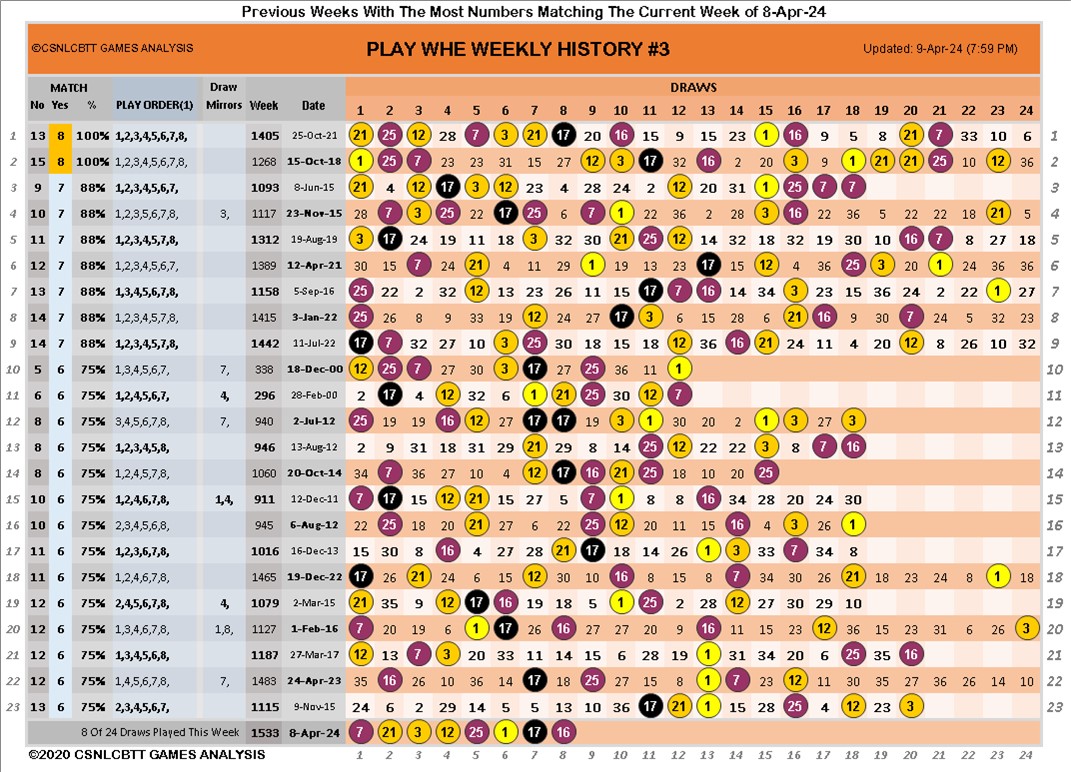 Previous Weeks With The Most Numbers Matching The Current Week of 8-Apr-24
©CSNLCBTT GAMES ANALYSIS PLAY WHE WEEKLY HISTORY #3 Updated: 9-Apr-24 (7:59 PM)
MATCH Draw DRAWS
No Yes % PLAY ORDER(1) Mirrors Week Date 1 2 3 4 5 6 7 8 9 10 11 12 13 14 15 16 17 18 19 20 21 22 23 24
1 13 8 100% 1,2,3,4,5,6,7,8, 1405 25-Oct-21 21 25 12 28 7 3 21 17 20 16 15 9 15 23 1 16 9 5 8 21 7 33 10 6 1
2 15 8 100% 1,2,3,4,5,6,7,8, 1268 15-Oct-18 1 25 7 23 23 31 15 27 12 3 17 32 16 2 20 3 9 1 21 21 25 10 12 36 2
3 9 7 88% 1,2,3,4,5,6,7, 1093 8-Jun-15 21 4 12 17 3 12 23 4 28 24 2 12 20 31 1 25 7 7 3
4 10 7 88% 1,2,3,5,6,7,8, 3, 1117 23-Nov-15 28 7 3 25 22 17 25 6 7 1 22 36 2 28 3 16 22 36 5 22 22 18 21 5 4
5 11 7 88% 1,2,3,4,5,7,8, 1312 19-Aug-19 3 17 24 19 11 18 3 32 30 21 25 12 14 32 18 32 19 30 10 16 7 8 27 18 5
6 12 7 88% 1,2,3,4,5,6,7, 1389 12-Apr-21 30 15 7 24 21 4 11 29 1 19 13 23 17 15 12 4 36 25 3 20 1 24 36 36 6
7 13 7 88% 1,3,4,5,6,7,8, 1158 5-Sep-16 25 22 2 32 12 13 23 26 11 15 17 7 16 14 34 3 23 15 36 24 2 22 1 27 7
8 14 7 88% 1,2,3,4,5,7,8, 1415 3-Jan-22 25 26 8 9 33 19 12 24 27 17 3 6 15 28 6 21 16 9 30 7 24 5 32 23 8
9 14 7 88% 1,2,3,4,5,7,8, 1442 11-Jul-22 17 7 32 27 10 3 25 30 18 15 18 12 36 16 21 24 11 4 20 12 8 26 10 32 9
10 5 6 75% 1,3,4,5,6,7, 7, 338 18-Dec-00 12 25 7 27 30 3 17 27 25 36 11 1 10
11 6 6 75% 1,2,4,5,6,7, 4, 296 28-Feb-00 2 17 4 12 32 6 1 21 25 30 12 7 11
12 8 6 75% 3,4,5,6,7,8, 7, 940 2-Jul-12 25 19 19 16 12 27 17 17 19 3 1 30 20 2 1 3 27 3 12
13 8 6 75% 1,2,3,4,5,8, 946 13-Aug-12 2 9 31 18 31 29 21 29 8 14 25 12 22 22 3 8 7 16 13
14 8 6 75% 1,2,4,5,7,8, 1060 20-Oct-14 34 7 36 27 10 4 12 17 16 21 25 18 10 20 25 14
15 10 6 75% 1,2,4,6,7,8, 1,4, 911 12-Dec-11 7 17 15 12 21 15 27 5 7 1 8 8 16 34 28 20 24 30 15
16 10 6 75% 2,3,4,5,6,8, 945 6-Aug-12 22 25 18 20 21 27 6 22 25 12 20 11 15 16 4 3 26 1 16
17 11 6 75% 1,2,3,6,7,8, 1016 16-Dec-13 15 30 8 16 4 27 28 21 17 18 14 26 1 3 33 7 34 8 17
18 11 6 75% 1,2,4,6,7,8, 1465 19-Dec-22 17 26 21 24 6 15 12 30 10 16 8 15 8 7 34 30 26 21 18 23 24 8 1 18 18
19 12 6 75% 2,4,5,6,7,8, 4, 1079 2-Mar-15 21 35 9 12 17 16 19 18 5 1 25 2 28 12 27 30 29 10 19
20 12 6 75% 1,3,4,6,7,8, 1,8, 1127 1-Feb-16 7 20 19 6 1 17 26 16 27 27 20 9 16 11 15 23 12 36 15 23 31 6 26 3 20
21 12 6 75% 1,3,4,5,6,8, 1187 27-Mar-17 12 13 7 3 20 33 11 14 15 6 28 19 1 31 34 20 6 25 35 16 21
22 12 6 75% 1,4,5,6,7,8, 7, 1483 24-Apr-23 35 16 26 10 36 14 17 18 25 27 15 8 1 7 23 12 11 30 35 27 36 26 14 10 22
23 13 6 75% 2,3,4,5,6,7, 1115 9-Nov-15 24 6 2 29 14 5 5 13 10 36 17 21 1 15 28 25 4 12 23 3 23
8 Of 24 Draws Played This Week 1533 8-Apr-24 7 21 3 12 25 1 17 16
©2020 CSNLCBTT GAMES ANALYSIS 1 2 3 4 5 6 7 8 9 10 11 12 13 14 15 16 17 18 19 20 21 22 23 24